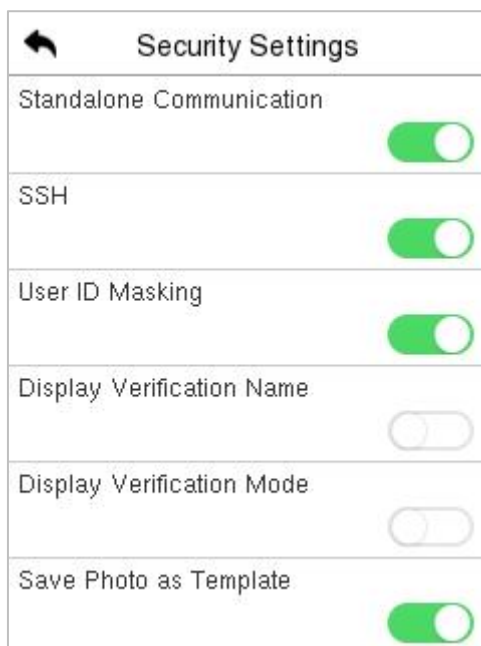 Security Settings
Standalone Communication
SSH
User ID Masking
Display Verification Name
Display Verification Mode
Save Photo as Template